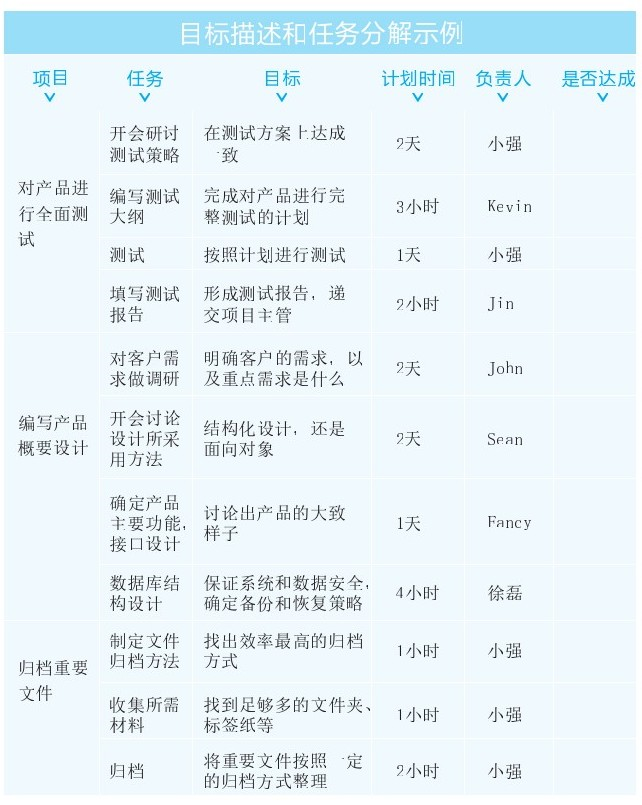 目标描述和任务分解示例
项目 任务 目标 计划时间 负责人 是否达成
对产品进
行全面测
试
开会研讨
测试策略
在测试方案上达成
一致
2天
小强
编写测试
大纲
完成对产品进行完
整测试的计划
3小时
Kevin
测试
按照计划进行测试
1天
小强
填写测试
报告
形成测试报告，递
交项目主管
2小时
Jin
编写产品
概要设计
对客户需
求做调研
明确客户的需求，以
及重点需求是什么
2天
John
开会讨论
设计所采
用方法
结构化设计，还是
面向对象
2天
Sean
确定产品
主要功能，
接口设计
讨论出产品的大致
样子
1天
Fancy
数据库结
构设计
保证系统和数据安全，
确定备份和恢复策略
4小时
徐磊
归档重要
文件
制定文件
归档方法
找出效率最高的归档
方式
1小时
小强
收集所需
材料
找到足够多的文件夹、
标签纸等
1小时
小强
归档
将重要文件按照一定
的归档方式整理
2小时
小强